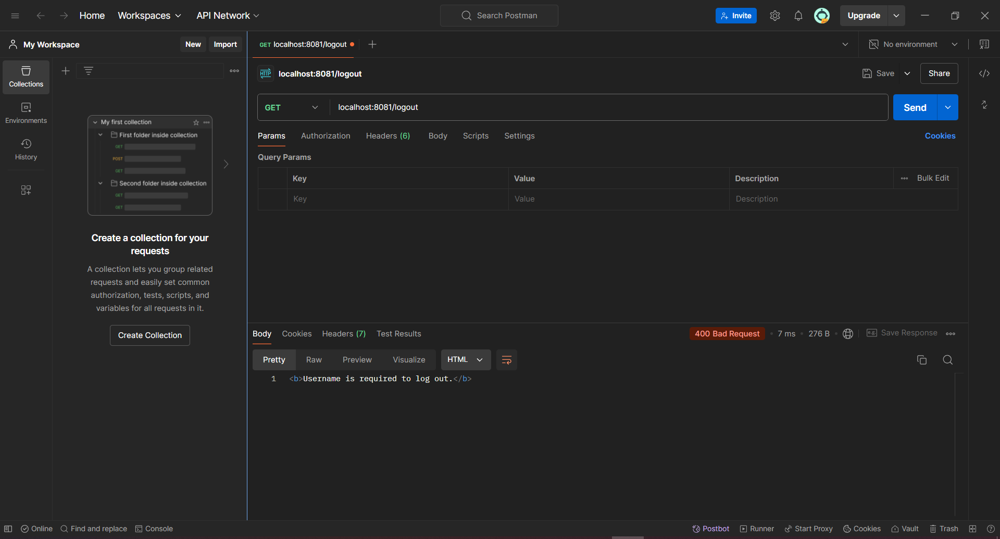 Home Workspaces API Network Search Postman Invite Upgrade
My Workspace New Import GET localhost:8081/logout No environment
Collections
Environments
History
My first collection
First folder inside collection
GET
POST
GET
Second folder inside collection
GET
GET
Create a collection for your
requests
A collection lets you group related
requests and easily set common
authorization, tests, scripts, and
variables for all requests in it.
Create Collection
HTTP localhost:8081/logout Save Share
GET localhost:8081/logout Send
Params Authorization Headers (6) Body Scripts Settings Cookies
Query Params
Key Value Description Bulk Edit
Key Value Description
Body Cookies Headers (7) Test Results 400 Bad Request 7 ms 276 B e.g. Save Response
Pretty Raw Preview Visualize HTML
1 <b>Username is required to log out.</b>
Online Find and replace Console Postbot Runner Start Proxy Cookies Vault Trash